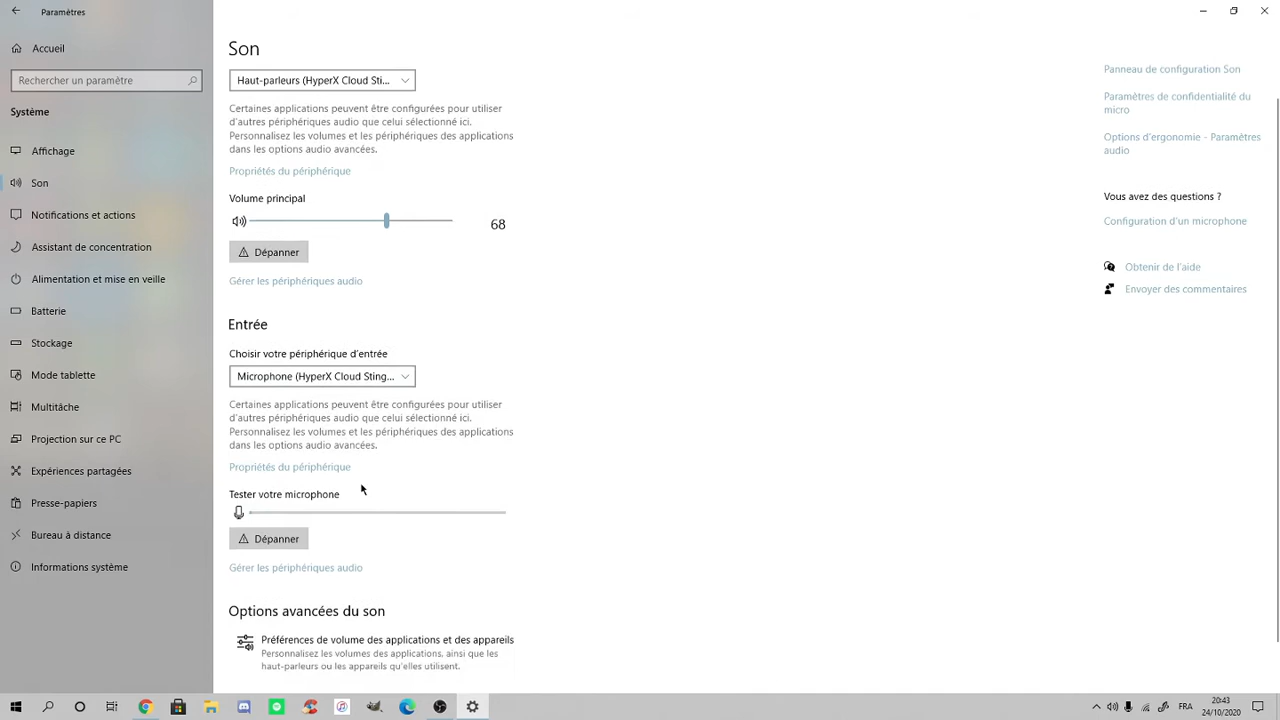 Paramètres
Accueil
Rechercher un paramètre
Système
Affichage
Son
Notifications et actions
Assistant de concentration
Alimentation et mise en veille
Batterie
Stockage
Mode tablette
Multitâche
Projection sur ce PC
Expériences partagées
Presse-papiers
Bureau à distance
Informations système
Son
Haut-parleurs (HyperX Cloud Sti...
Certaines applications peuvent être configurées pour utiliser
d'autres périphériques audio que celui sélectionné ici.
Personnalisez les volumes et les périphériques des applications
dans les options audio avancées.
Propriétés du périphérique
Volume principal
68
Dépanner
Gérer les périphériques audio
Entrée
Choisir votre périphérique d'entrée
Microphone (HyperX Cloud Sting...
Certaines applications peuvent être configurées pour utiliser
d'autres périphériques audio que celui sélectionné ici.
Personnalisez les volumes et les périphériques des applications
dans les options audio avancées.
Propriétés du périphérique
Tester votre microphone
Dépanner
Gérer les périphériques audio
Options avancées du son
Préférences de volume des applications et des appareils
Personnalisez les volumes des applications, ainsi que les
haut-parleurs ou les appareils qu'elles utilisent.
Panneau de configuration Son
Paramètres de confidentialité du
micro
Options d'ergonomie - Paramètres
audio
Vous avez des questions ?
Configuration d'un microphone
Obtenir de l'aide
Envoyer des commentaires
FRA
20:43
24/10/2020